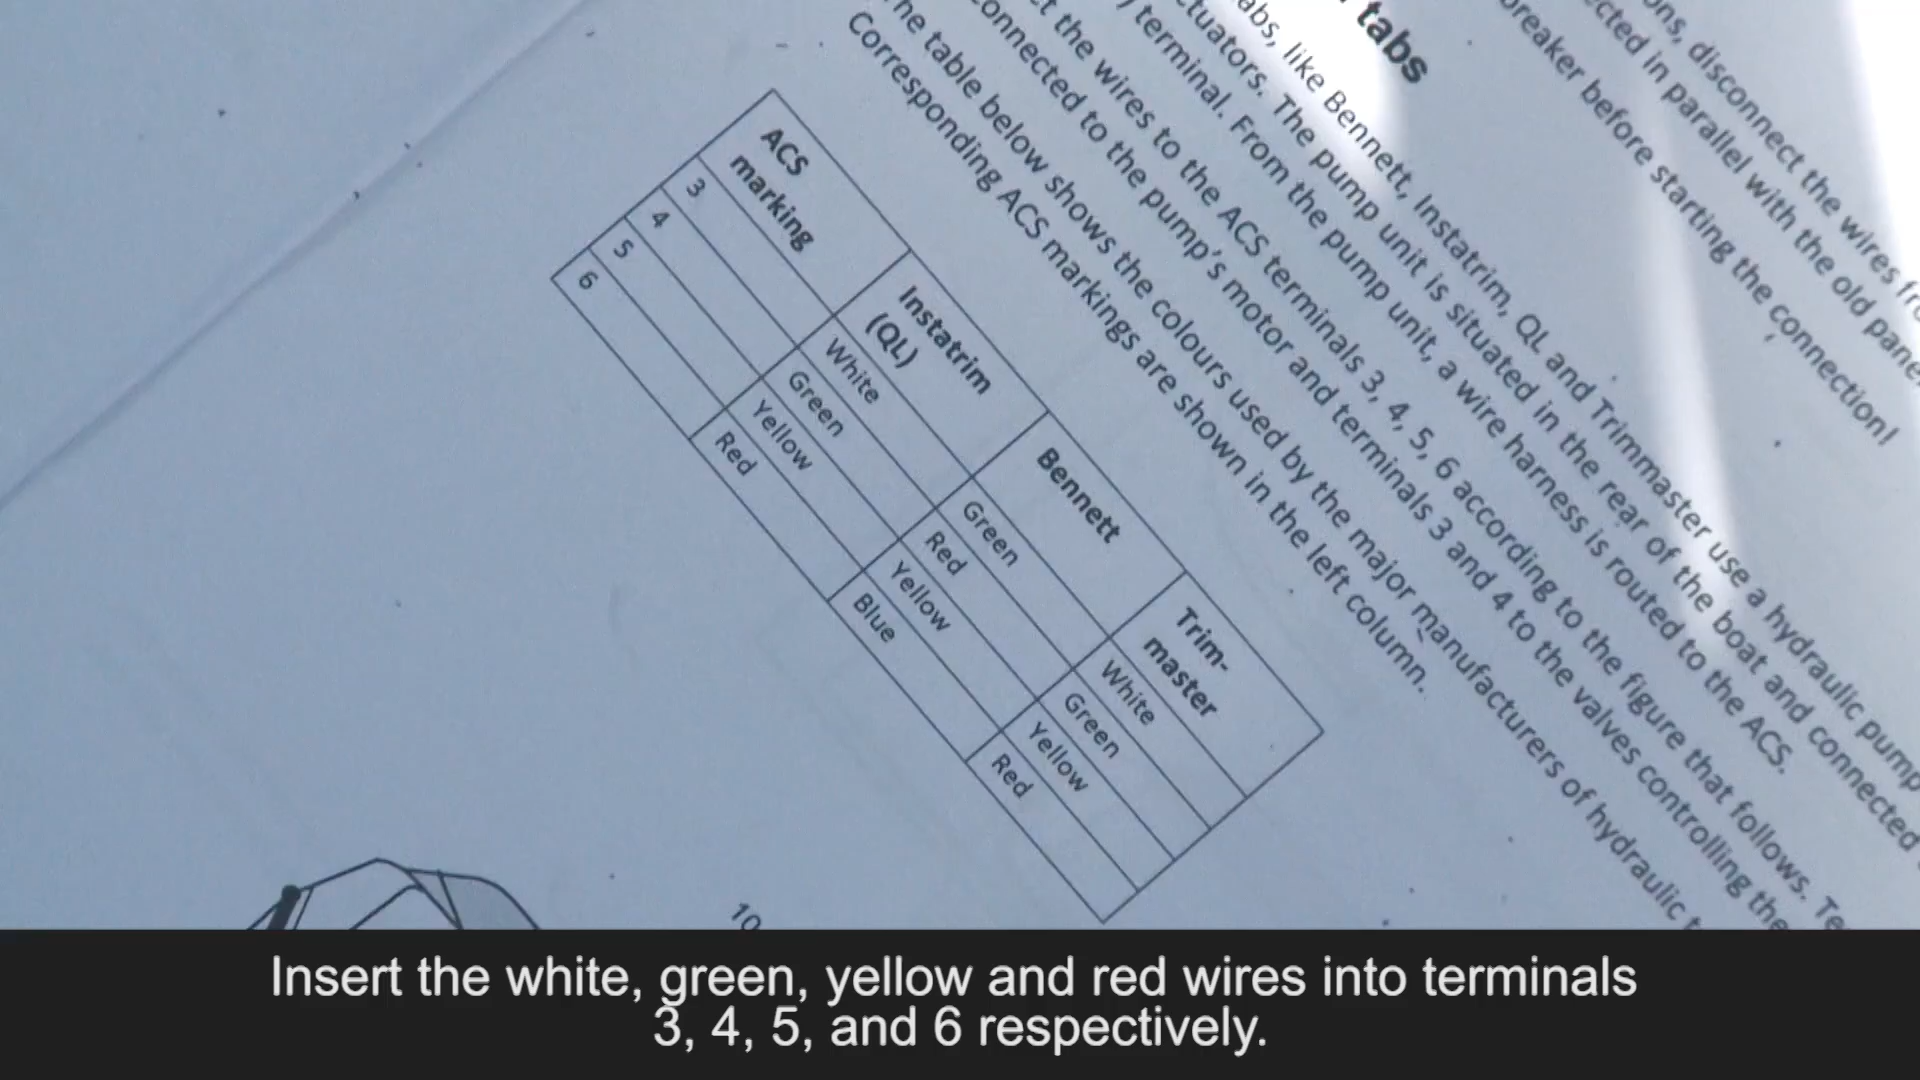 ons, disconnect the wires
ected in parallel with the old
breaker before starting the connection!
tabs
abs, like Bennett, Instatrim, QL and Trimmaster use a hydraulic pump
ctuators. The pump unit is situated in the rear of the boat and connected
terminal. From the pump unit, a wire harness is routed to the ACS.
ct the wires to the ACS terminals 3, 4, 5, 6 according to the figure that follows.
connected to the pump's motor and terminals 3 and 4 to the valves controlling the
he table below shows the colours used by the major manufacturers of hydraulic
Corresponding ACS markings are shown in the left column.
ACS marking Instatrim (QL) Bennett Trim-master
3 White Green White
4 Green Red Green
5 Yellow Yellow Yellow
6 Red Blue Red
10
Insert the white, green, yellow and red wires into terminals
3, 4, 5, and 6 respectively.